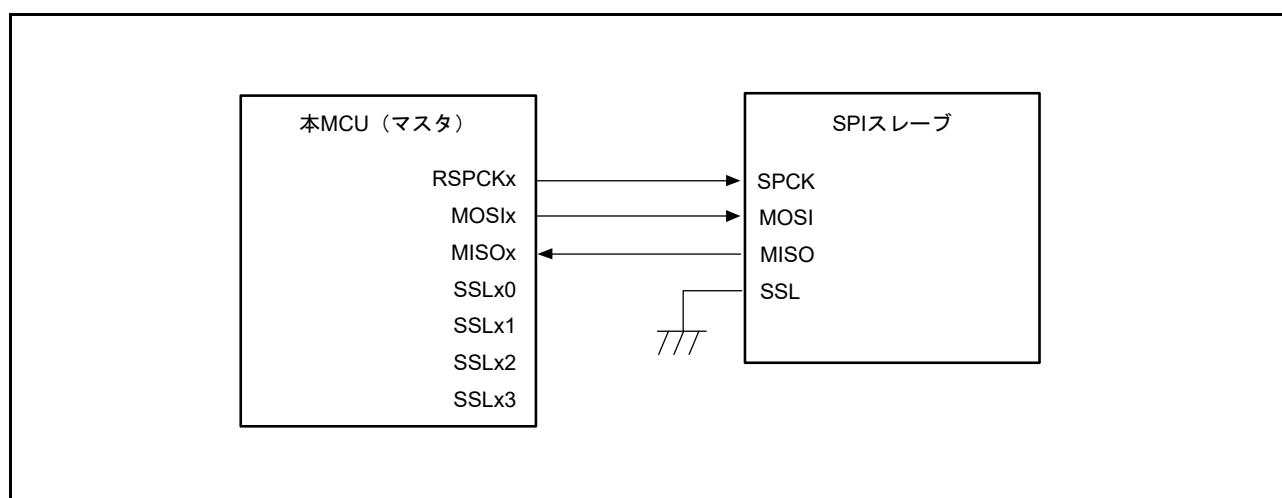 本MCU（マスタ）
RSPCKx
MOSIx
MISOx
SSLx0
SSLx1
SSLx2
SSLx3
SPIスレーブ
SPCK
MOSI
MISO
SSL